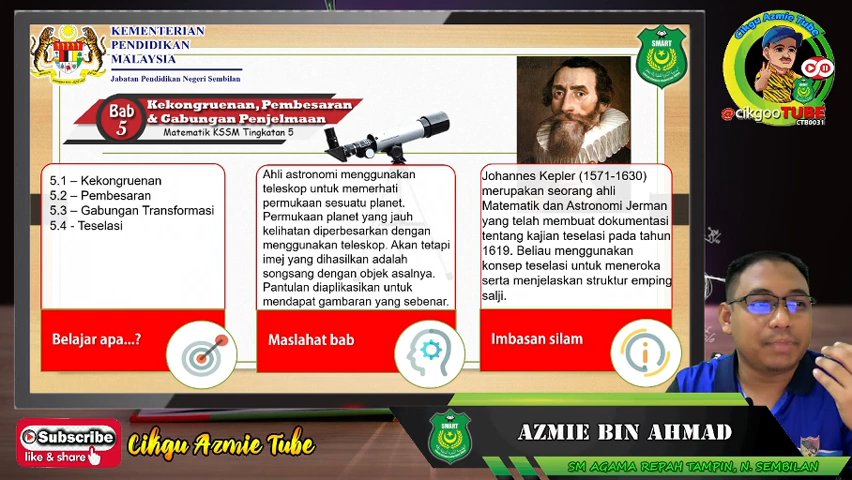 KEMENTERIAN
PENDIDIKAN
MALAYSIA
Jabatan Pendidikan Negeri Sembilan
SMART
Cikgu Azmie Tube
@cikgooTUBE
CTB0031
Bab
5
Kekongruenan, Pembesaran
& Gabungan Penjelmaan
Matematik KSSM Tingkatan 5
5.1 – Kekongruenan
5.2 – Pembesaran
5.3 – Gabungan Transformasi
5.4 - Teselasi
Belajar apa...?
Ahli astronomi menggunakan
teleskop untuk memerhati
permukaan sesuatu planet.
Permukaan planet yang jauh
kelihatan diperbesarkan dengan
menggunakan teleskop. Akan tetapi
imej yang dihasilkan adalah
songsang dengan objek asalnya.
Pantulan diaplikasikan untuk
mendapat gambaran yang sebenar.
Maslahat bab
Johannes Kepler (1571-1630)
merupakan seorang ahli
Matematik dan Astronomi Jerman
yang telah membuat dokumentasi
tentang kajian teselasi pada tahun
1619. Beliau menggunakan
konsep teselasi untuk meneroka
serta menjelaskan struktur emping
salji.
Imbasan silam
Subscribe
like & share
Cikgu Azmie Tube
SMART
AZMIE BIN AHMAD
SM AGAMA REPAH TAMPIN, N. SEMBILAN